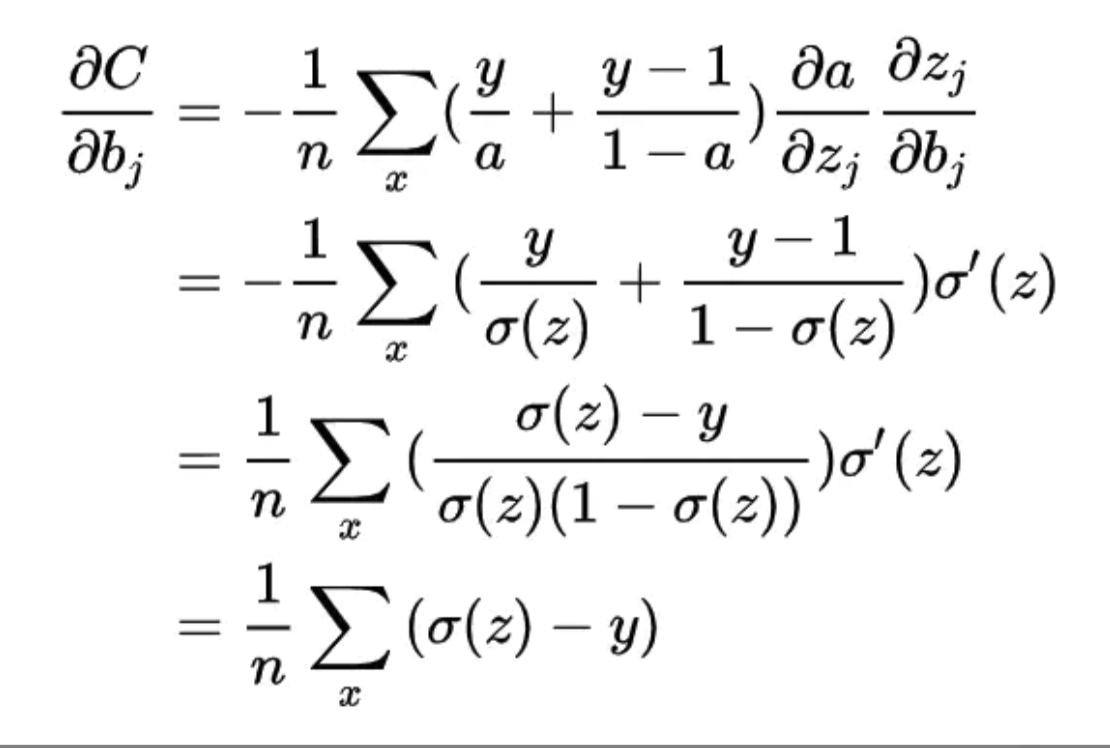 ∂C/∂b_j = -1/n ∑_x (y/a + (y − 1)/(1 − a)) ∂a/∂z_j ∂z_j/∂b_j
= -1/n ∑_x (y/σ(z) + (y − 1)/(1 − σ(z)))σ′(z)
= 1/n ∑_x ((σ(z) − y)/(σ(z)(1 − σ(z))))σ′(z)
= 1/n ∑_x (σ(z) − y)